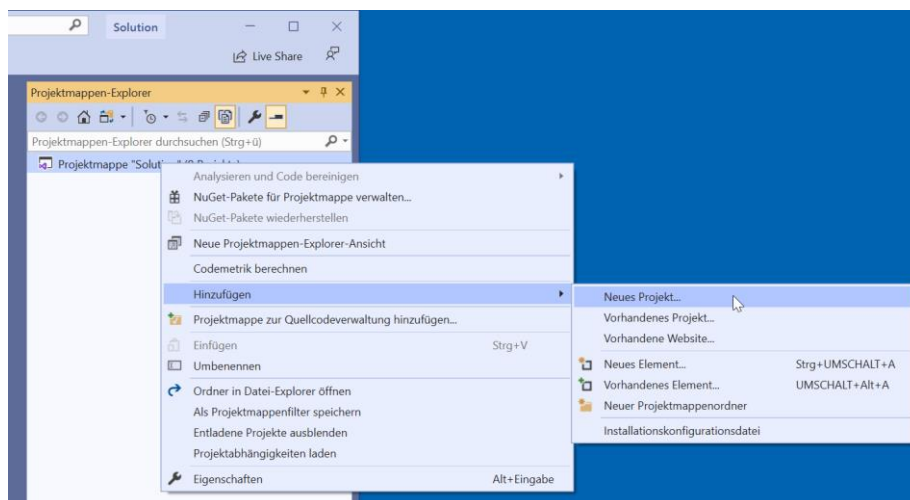 Solution
Live Share
Projektmappen-Explorer
Projektmappen-Explorer durchsuchen (Strg+ü)
Projektmappe "Solut
Analysieren und Code bereinigen
NuGet-Pakete für Projektmappe verwalten...
NuGet-Pakete wiederherstellen
Neue Projektmappen-Explorer-Ansicht
Codemetrik berechnen
Hinzufügen
Neues Projekt...
Vorhandenes Projekt...
Vorhandene Website...
Neues Element... Strg+UMSCHALT+A
Vorhandenes Element... UMSCHALT+Alt+A
Neuer Projektmappenordner
Installationskonfigurationsdatei
Projektmappe zur Quellcodeverwaltung hinzufügen...
Einfügen Strg+V
Umbenennen
Ordner in Datei-Explorer öffnen
Als Projektmappenfilter speichern
Entladene Projekte ausblenden
Projektabhängigkeiten laden
Eigenschaften Alt+Eingabe